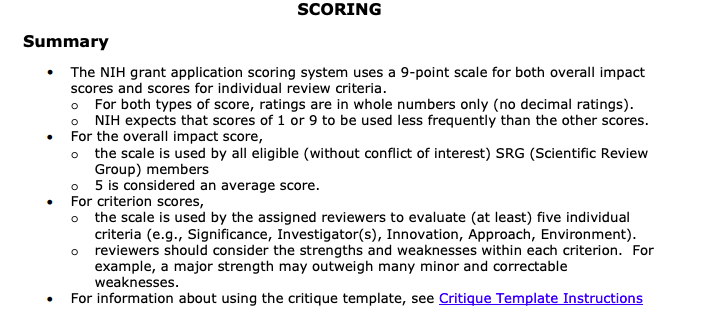 SCORING
Summary
• The NIH grant application scoring system uses a 9-point scale for both overall impact
scores and scores for individual review criteria.
o For both types of score, ratings are in whole numbers only (no decimal ratings).
o NIH expects that scores of 1 or 9 to be used less frequently than the other scores.
• For the overall impact score,
o the scale is used by all eligible (without conflict of interest) SRG (Scientific Review
Group) members
o 5 is considered an average score.
• For criterion scores,
o the scale is used by the assigned reviewers to evaluate (at least) five individual
criteria (e.g., Significance, Investigator(s), Innovation, Approach, Environment).
o reviewers should consider the strengths and weaknesses within each criterion.  For
example, a major strength may outweigh many minor and correctable
weaknesses.
• For information about using the critique template, see Critique Template Instructions